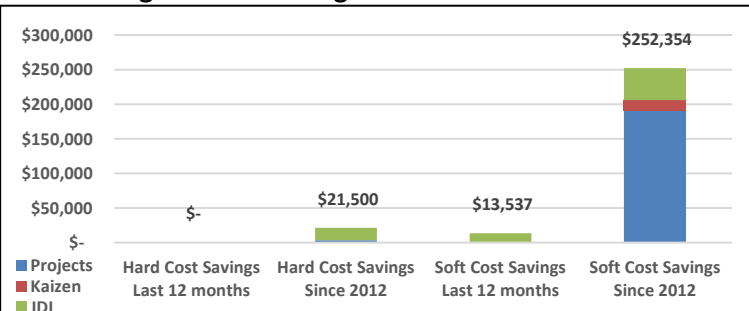 $300,000
$250,000
$200,000
$150,000
$100,000
$50,000
$-
$-
$21,500
$13,537
$252,354
Hard Cost Savings
Last 12 months
Hard Cost Savings
Since 2012
Soft Cost Savings
Last 12 months
Soft Cost Savings
Since 2012
Projects
Kaizen